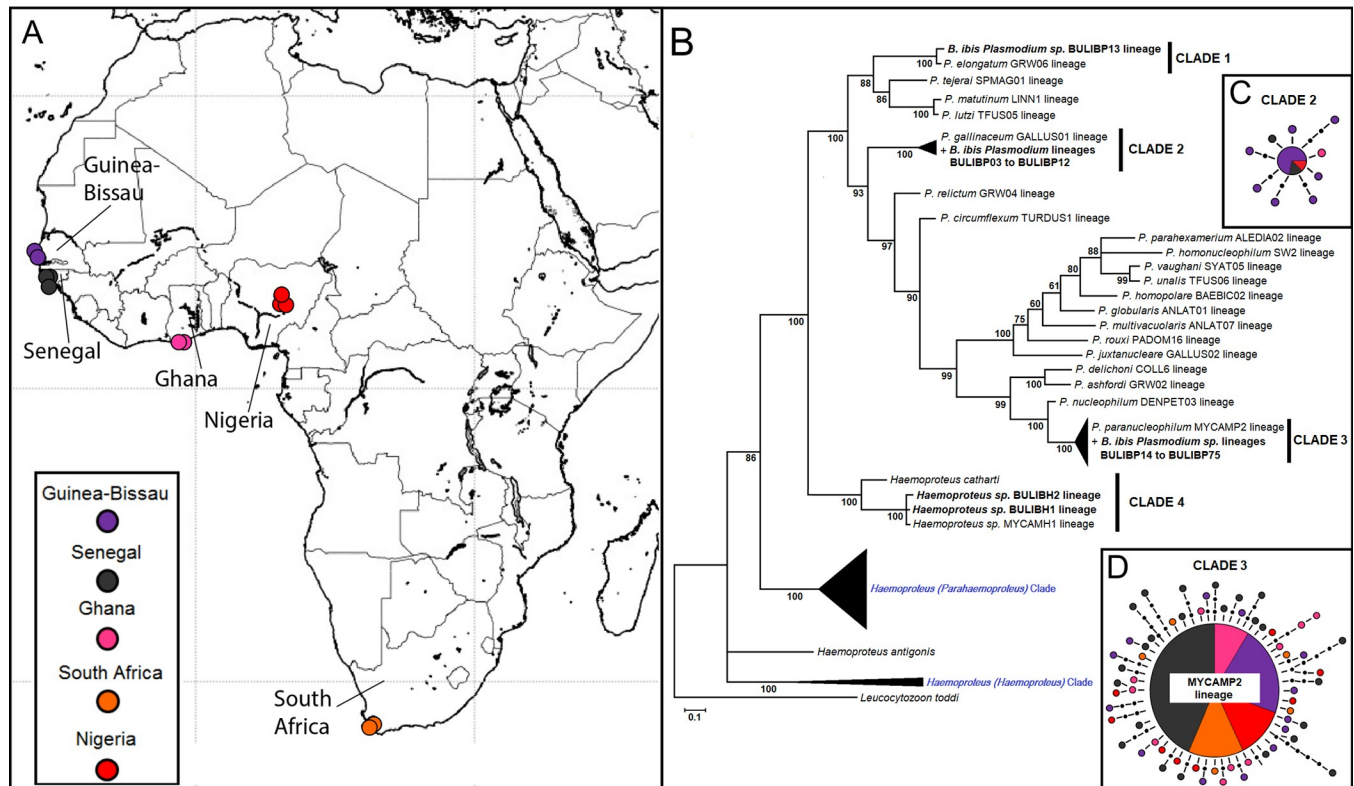 A
Guinea-
Bissau
Senegal
Ghana
Nigeria
South
Africa
Guinea-Bissau
Senegal
Ghana
South Africa
Nigeria
B
B. ibis Plasmodium sp. BULIBP13 lineage
P. elongatum GRW06 lineage
CLADE 1
100
88
P. tejerai SPMAG01 lineage
86
P. matutinum LINN1 lineage
100
P. lutzi TFUS05 lineage
P. gallinaceum GALLUS01 lineage
+ B. ibis Plasmodium lineages
BULIBP03 to BULIBP12
CLADE 2
100
100
93
P. relictum GRW04 lineage
97
P. circumflexum TURDUS1 lineage
90
P. parahexamerium ALEDIA02 lineage
88
P. homonucleophilum SW2 lineage
80
P. vaughani SYAT05 lineage
99
P. unalis TFUS06 lineage
61
P. homopolare BAEBIC02 lineage
60
P. globularis ANLAT01 lineage
75
P. multivacuolaris ANLAT07 lineage
100
P. rouxi PADOM16 lineage
P. juxtanucleare GALLUS02 lineage
99
P. delichoni COLL6 lineage
100
P. ashfordi GRW02 lineage
99
P. nucleophilum DENPET03 lineage
100
P. paranucleophilum MYCAMP2 lineage
+ B. ibis Plasmodium sp. lineages
BULIBP14 to BULIBP75
100
CLADE 3
86
Haemoproteus catharti
100
Haemoproteus sp. BULIBH2 lineage
Haemoproteus sp. BULIBH1 lineage
100
Haemoproteus sp. MYCAMH1 lineage
CLADE 4
100
Haemoproteus (Parahaemoproteus) Clade
Haemoproteus antigonis
100
Haemoproteus (Haemoproteus) Clade
Leucocytozoon toddi
0.1
C
CLADE 2
D
CLADE 3
MYCAMP2
lineage